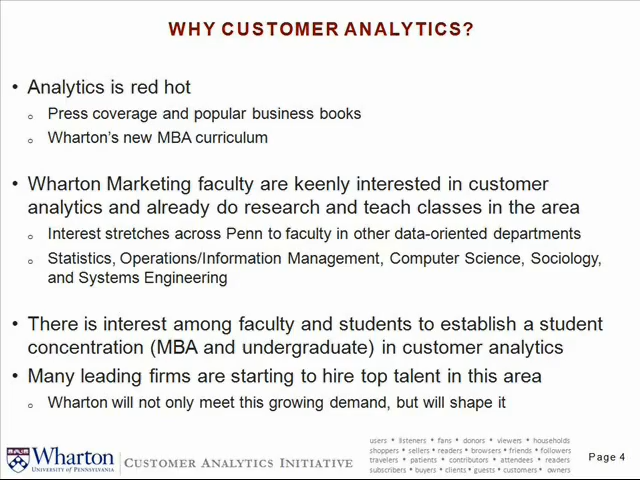 WHY CUSTOMER ANALYTICS?
• Analytics is red hot
o Press coverage and popular business books
o Wharton's new MBA curriculum
• Wharton Marketing faculty are keenly interested in customer
analytics and already do research and teach classes in the area
o Interest stretches across Penn to faculty in other data-oriented departments
o Statistics, Operations/Information Management, Computer Science, Sociology,
and Systems Engineering
• There is interest among faculty and students to establish a student
concentration (MBA and undergraduate) in customer analytics
• Many leading firms are starting to hire top talent in this area
o Wharton will not only meet this growing demand, but will shape it
Wharton
UNIVERSITY of PENNSYLVANIA
CUSTOMER ANALYTICS INITIATIVE
users • listeners • fans • donors • viewers • households
shoppers • sellers • readers • browsers • friends • followers
travelers • patients • contributors • attendees • readers
subscribers • buyers • clients • guests • customers • owners
Page 4